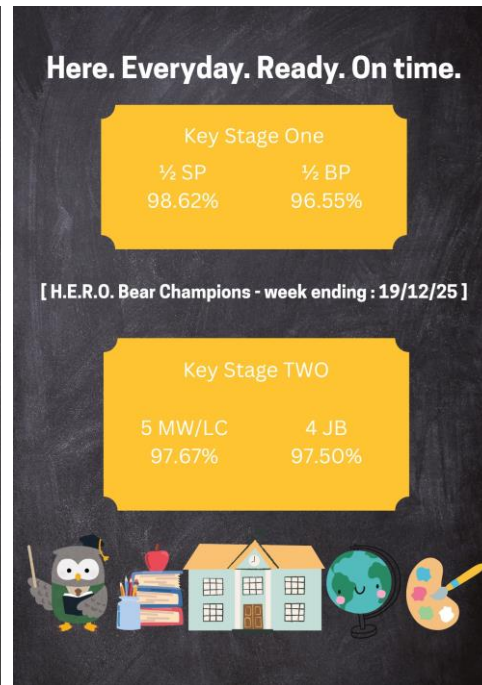 Here. Everyday. Ready. On time.
Key Stage One
½ SP ½ BP
98.62% 96.55%
[ H.E.R.O. Bear Champions - week ending : 19/12/25 ]
Key Stage TWO
5 MW/LC 4 JB
97.67% 97.50%